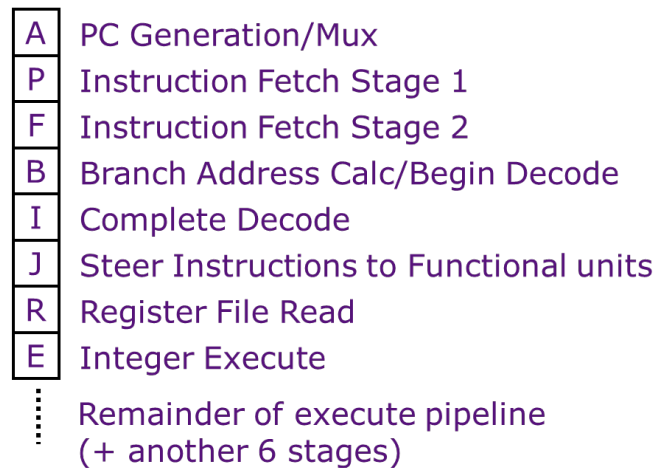 A PC Generation/Mux
P Instruction Fetch Stage 1
F Instruction Fetch Stage 2
B Branch Address Calc/Begin Decode
I Complete Decode
J Steer Instructions to Functional units
R Register File Read
E Integer Execute
Remainder of execute pipeline
(+ another 6 stages)